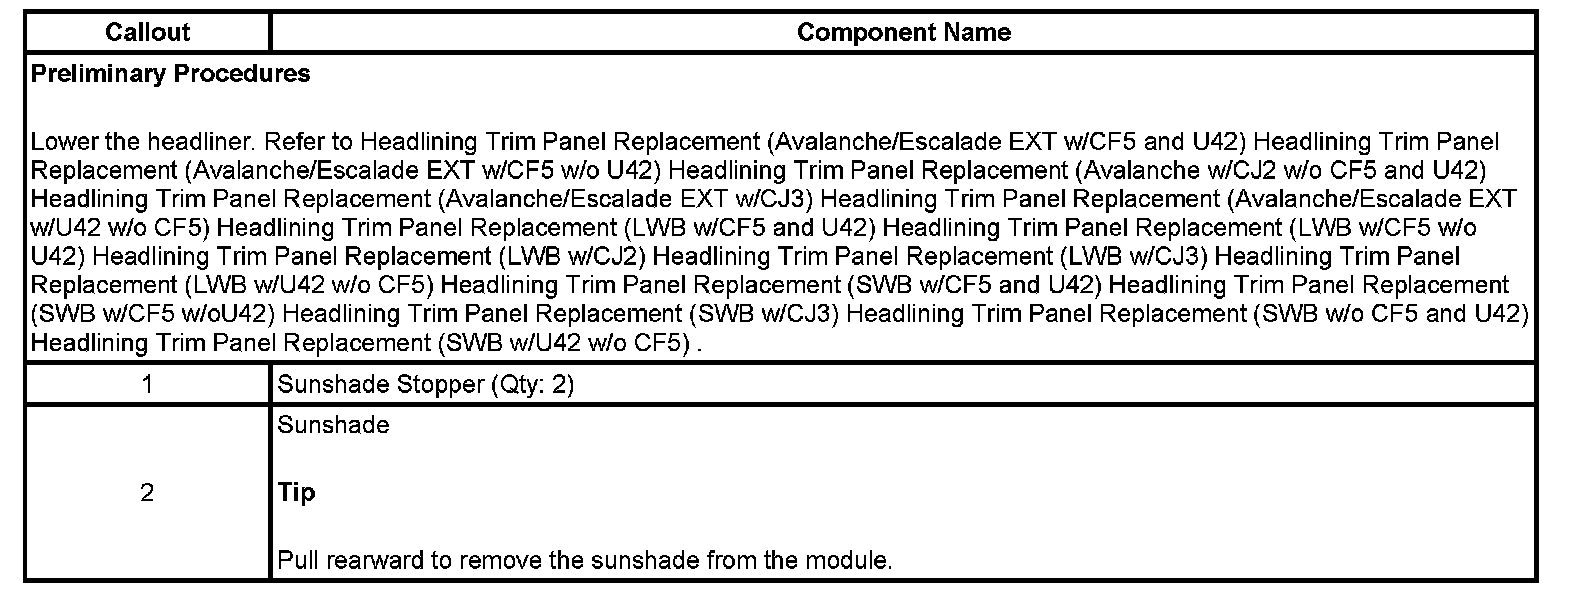 Callout Component Name
Preliminary Procedures
Lower the headliner. Refer to Headlining Trim Panel Replacement (Avalanche/Escalade EXT w/CF5 and U42) Headlining Trim Panel
Replacement (Avalanche/Escalade EXT w/CF5 w/o U42) Headlining Trim Panel Replacement (Avalanche w/CJ2 w/o CF5 and U42)
Headlining Trim Panel Replacement (Avalanche/Escalade EXT w/CJ3) Headlining Trim Panel Replacement (Avalanche/Escalade EXT
w/U42 w/o CF5) Headlining Trim Panel Replacement (LWB w/CF5 and U42) Headlining Trim Panel Replacement (LWB w/CF5 w/o
U42) Headlining Trim Panel Replacement (LWB w/CJ2) Headlining Trim Panel Replacement (LWB w/CJ3) Headlining Trim Panel
Replacement (LWB w/U42 w/o CF5) Headlining Trim Panel Replacement (SWB w/CF5 and U42) Headlining Trim Panel Replacement
(SWB w/CF5 w/oU42) Headlining Trim Panel Replacement (SWB w/CJ3) Headlining Trim Panel Replacement (SWB w/o CF5 and U42)
Headlining Trim Panel Replacement (SWB w/U42 w/o CF5) .
1 Sunshade Stopper (Qty: 2)
Sunshade
2 Tip
Pull rearward to remove the sunshade from the module.